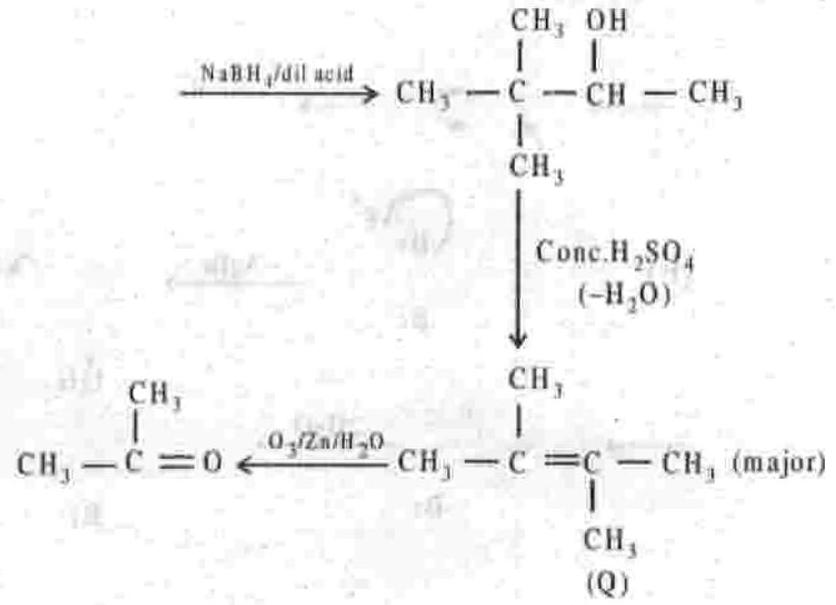 CH₃ OH
NaBH₄/dil acid
CH₃ — C — CH — CH₃
CH₃
Conc.H₂SO₄
(–H₂O)
CH₃
CH₃
CH₃ — C = O
O₃/Zn/H₂O
CH₃ — C = C — CH₃ (major)
CH₃
(Q)